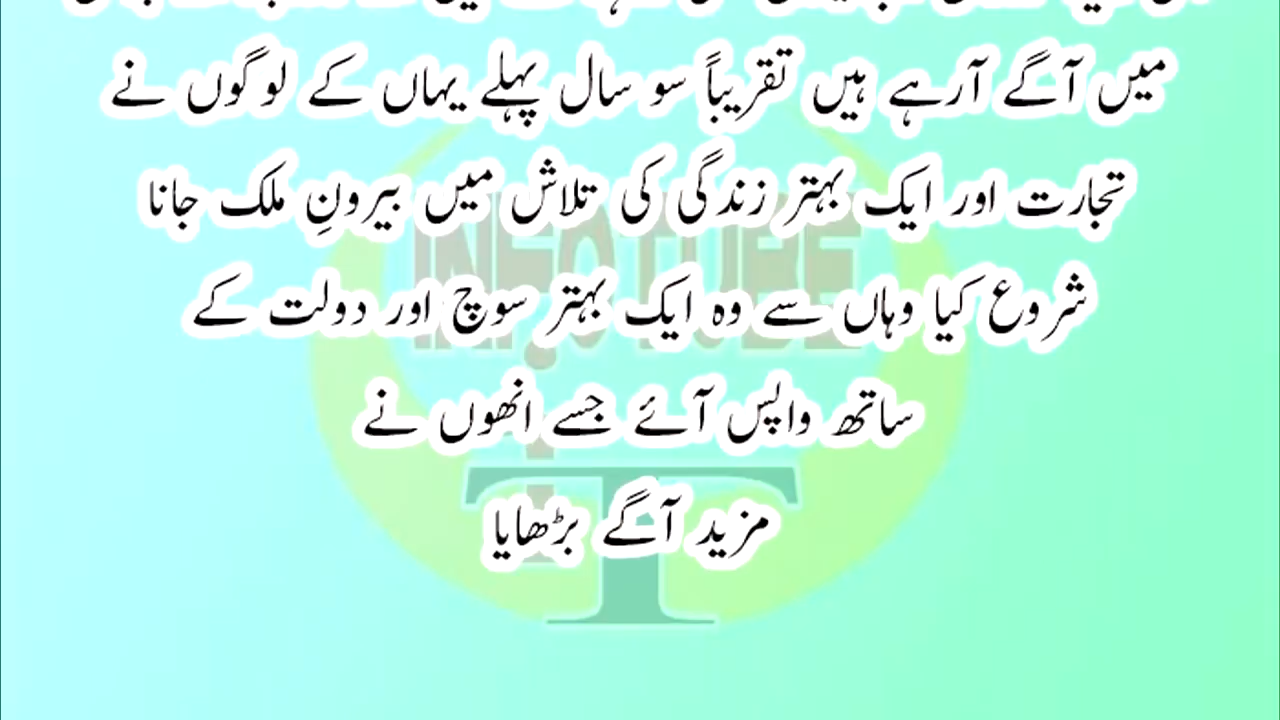 میں آگے آرہے ہیں تقریباً سو سال پہلے یہاں کے لوگوں نے
تجارت اور ایک بہتر زندگی کی تلاش میں بیرونِ ملک جانا
شروع کیا وہاں سے وہ ایک بہتر سوچ اور دولت کے
ساتھ واپس آئے جسے انھوں نے
مزید آگے بڑھایا
INFOTUBE
T